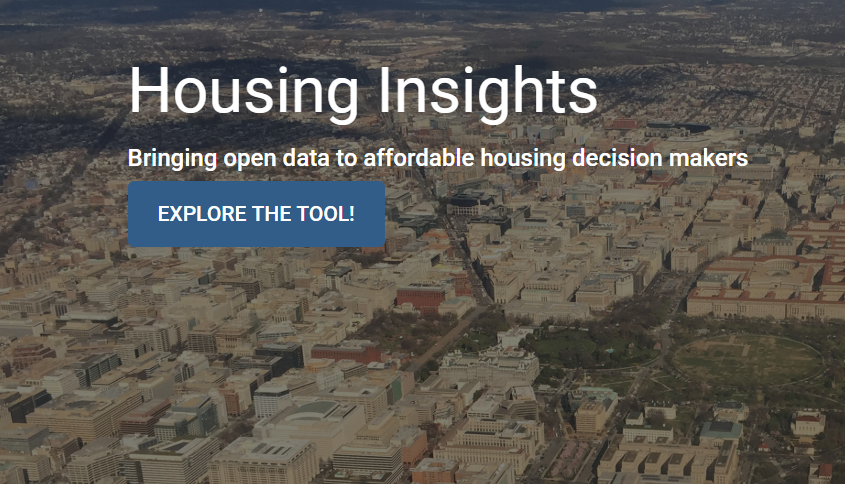 Housing Insights
Bringing open data to affordable housing decision makers
EXPLORE THE TOOL!